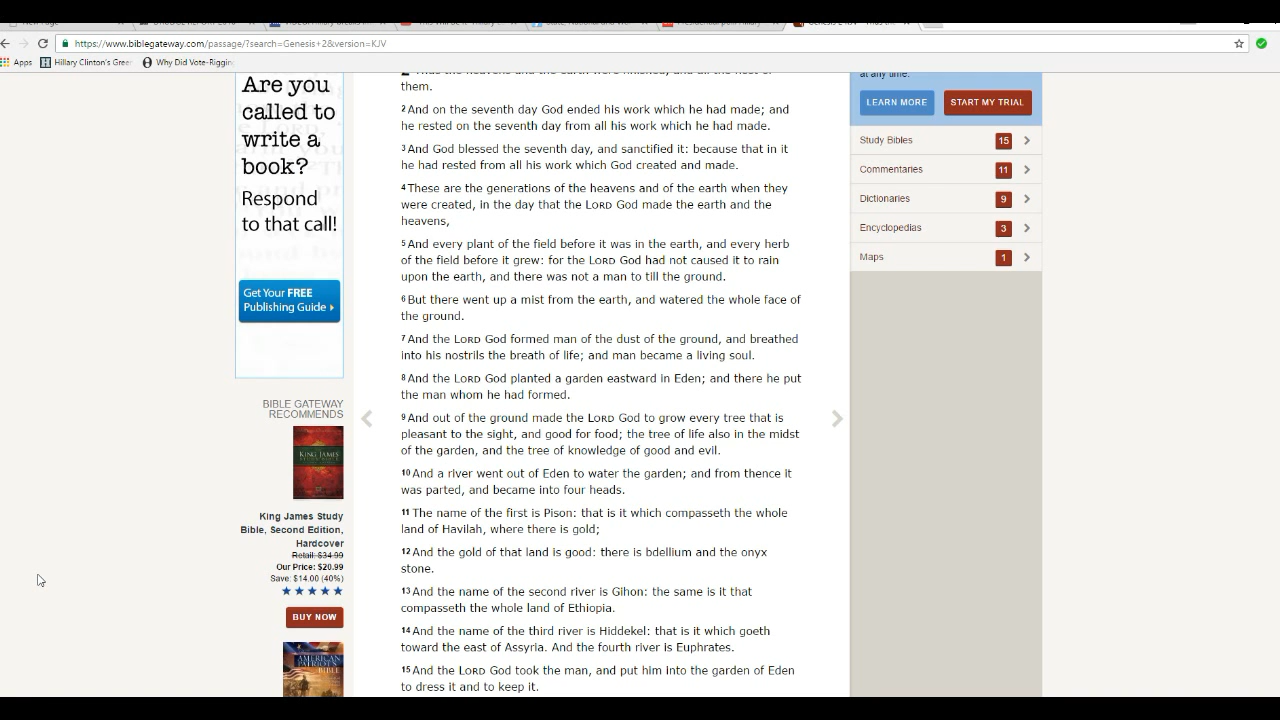 https://www.biblegateway.com/passage/?search=Genesis+2&version=KJV
Apps
Hillary Clinton's Greer
Why Did Vote-Rigging
Are you
called to
write a
book?
Respond
to that call!
Get Your FREE
Publishing Guide
BIBLE GATEWAY
RECOMMENDS
KING JAMES
King James Study
Bible, Second Edition,
Hardcover
Retail: $34.99
Our Price: $20.99
Save: $14.00 (40%)
BUY NOW
AMERICAN
PATRIOT'S
BIBLE
them.
2 And on the seventh day God ended his work which he had made; and
he rested on the seventh day from all his work which he had made.
3 And God blessed the seventh day, and sanctified it: because that in it
he had rested from all his work which God created and made.
4 These are the generations of the heavens and of the earth when they
were created, in the day that the LORD God made the earth and the
heavens,
5 And every plant of the field before it was in the earth, and every herb
of the field before it grew: for the LORD God had not caused it to rain
upon the earth, and there was not a man to till the ground.
6 But there went up a mist from the earth, and watered the whole face of
the ground.
7 And the LORD God formed man of the dust of the ground, and breathed
into his nostrils the breath of life; and man became a living soul.
8 And the LORD God planted a garden eastward in Eden; and there he put
the man whom he had formed.
9 And out of the ground made the LORD God to grow every tree that is
pleasant to the sight, and good for food; the tree of life also in the midst
of the garden, and the tree of knowledge of good and evil.
10 And a river went out of Eden to water the garden; and from thence it
was parted, and became into four heads.
11 The name of the first is Pison: that is it which compasseth the whole
land of Havilah, where there is gold;
12 And the gold of that land is good: there is bdellium and the onyx
stone.
13 And the name of the second river is Gihon: the same is it that
compasseth the whole land of Ethiopia.
14 And the name of the third river is Hiddekel: that is it which goeth
toward the east of Assyria. And the fourth river is Euphrates.
15 And the LORD God took the man, and put him into the garden of Eden
to dress it and to keep it.
at any time.
LEARN MORE
START MY TRIAL
Study Bibles 15
Commentaries 11
Dictionaries 9
Encyclopedias 3
Maps 1